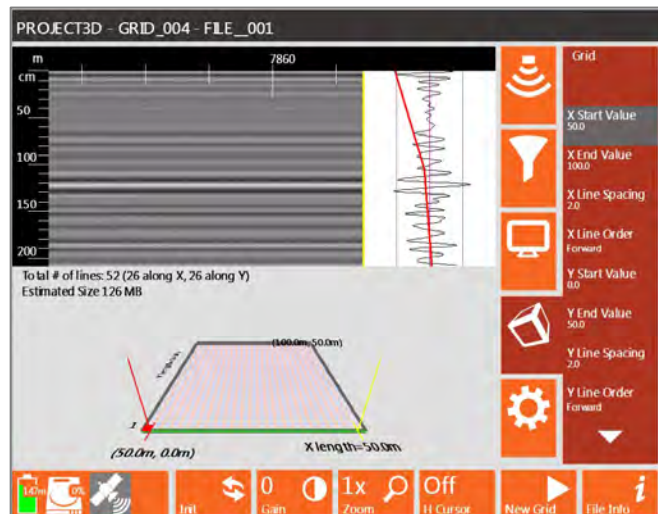 PROJECT3D - GRID_004 - FILE__001
m
7860
cm
50
100
150
200
Total # of lines: 52 (26 along X, 26 along Y)
Estimated Size 126 MB
(100.0m, 50.0m)
(50.0m, 0.0m)
X length=50.0m
Grid
X Start Value
50.0
X End Value
100.0
X Line Spacing
2.0
X Line Order
Forward
Y Start Value
0.0
Y End Value
50.0
Y Line Spacing
2.0
Y Line Order
Forward
147m
0%
Init
0
Gain
1x
Zoom
Off
H Cursor
New Grid
i
File Info